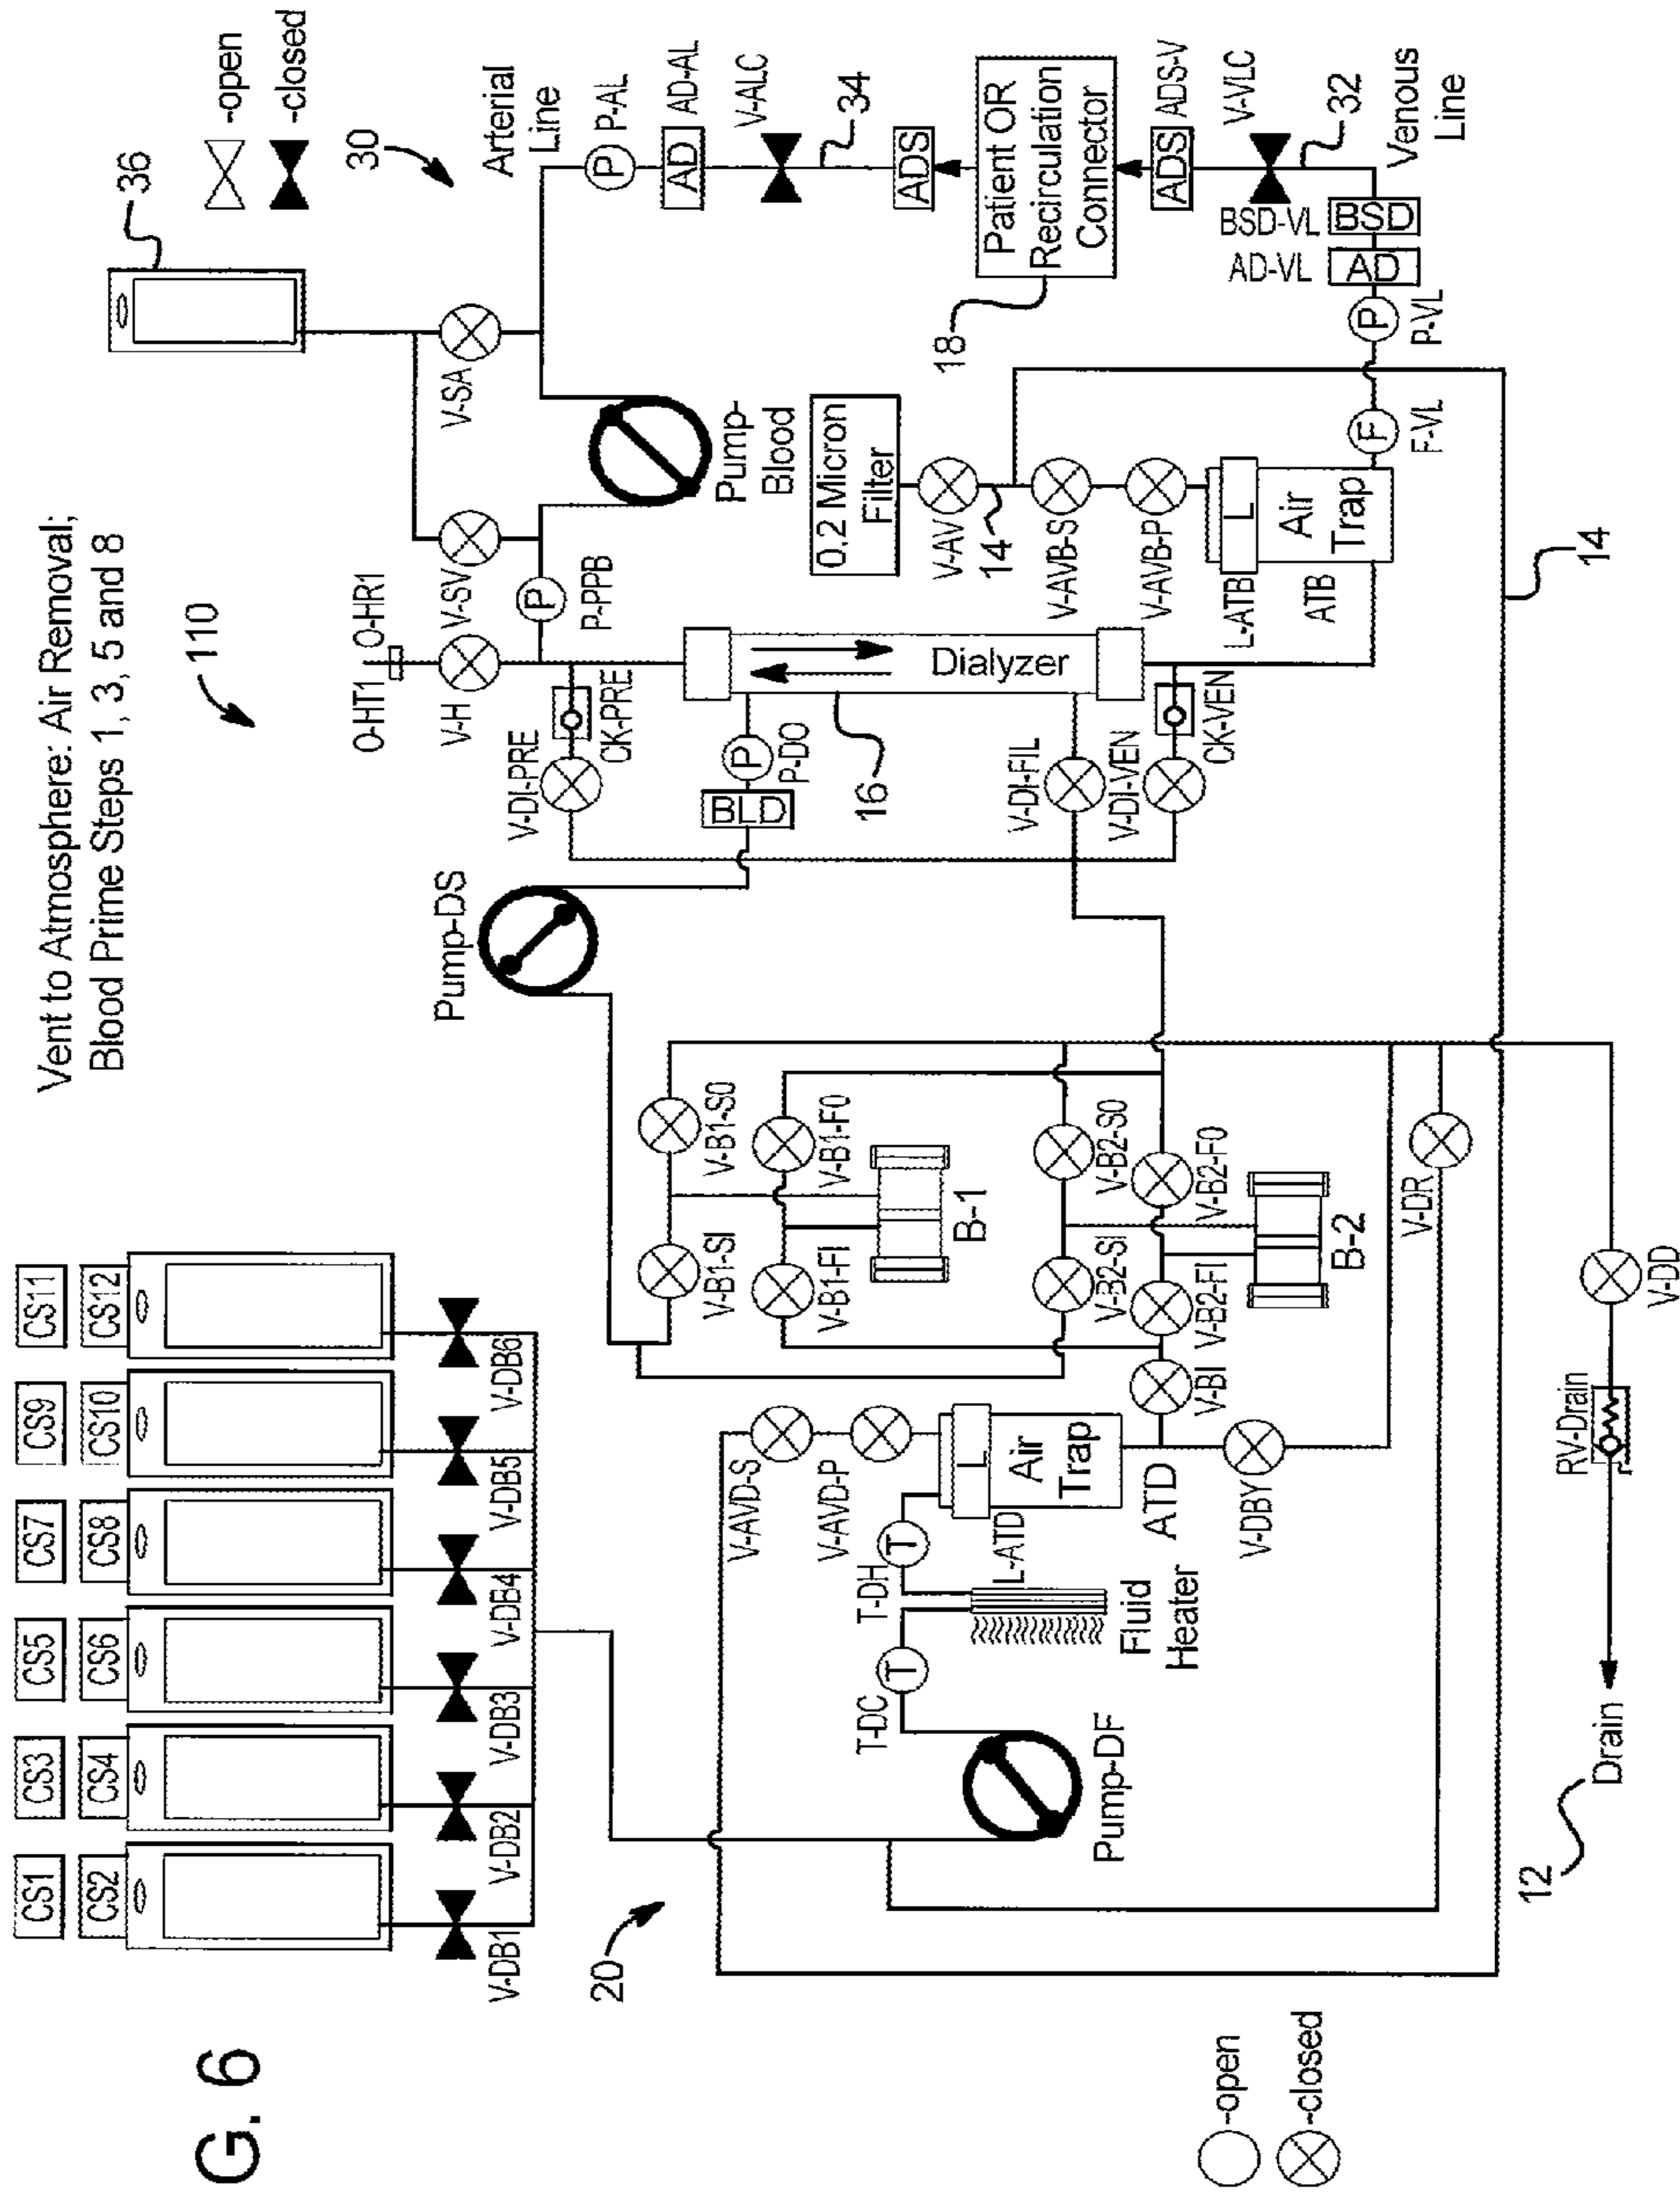 G. 6
Vent to Atmosphere: Air Removal;
Blood Prime Steps 1, 3, 5 and 8
110
CS1
CS3
CS5
CS7
CS9
CS11
CS2
CS4
CS6
CS8
CS10
CS12
V-DB1
V-DB2
V-DB3
V-DB4
V-DB5
V-DB6
36
-open
-closed
30
O-HT1
O-HR1
V-H
V-SV
V-SA
Arterial
Line
P
P-AL
P
P-PPB
AD
AD-AL
V-ALC
34
ADS
Patient OR
Recirculation
Connector
18
ADS
ADS-V
V-VLC
32
Venous
Line
BSD-VL
BSD
AD-VL
AD
P
P-VL
F
F-VL
Pump-
Blood
Pump-DS
V-DI-PRE
CK-PRE
BLD
P
P-DO
Dialyzer
16
V-DI-FIL
V-DI-VEN
CK-VEN
0.2 Micron
Filter
V-AV
14
V-AVB-S
V-AVB-P
L-ATB
L
Air
Trap
ATB
14
V-B1-SI
V-B1-S0
V-B1-FI
V-B1-F0
B-1
V-B2-SI
V-B2-S0
V-B2-FI
V-B2-F0
B-2
V-BI
V-DR
V-DBY
V-AVD-S
V-AVD-P
L
Air
Trap
L-ATD
ATD
T
T-DH
T
T-DC
Fluid
Heater
Pump-DF
20
V-DD
RV-Drain
Drain
12
-open
-closed